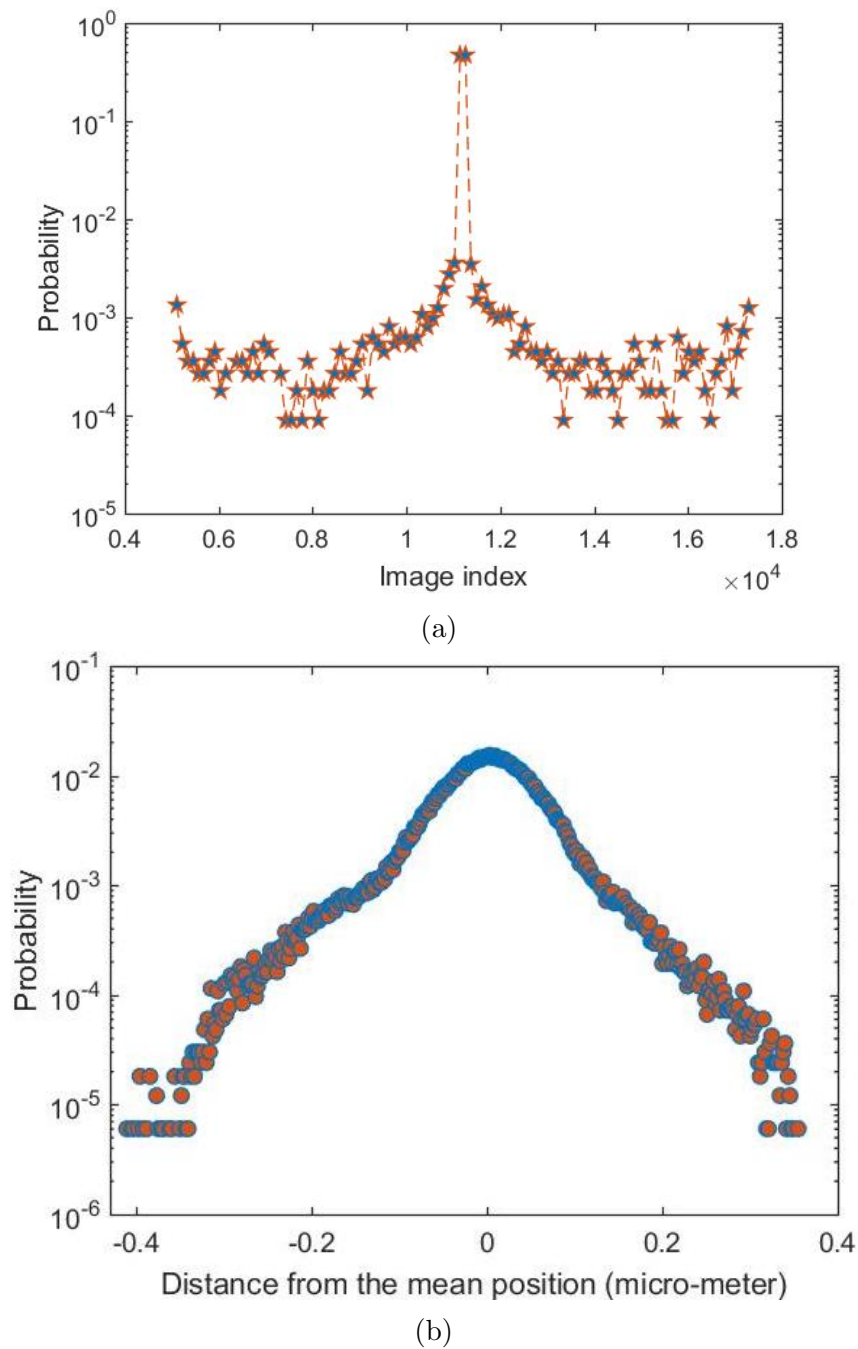 10^0
10^-1
10^-2
10^-3
10^-4
10^-5
Probability
0.4 0.6 0.8 1 1.2 1.4 1.6 1.8
Image index ×10^4
(a)
10^-1
10^-2
10^-3
10^-4
10^-5
10^-6
Probability
-0.4 -0.2 0 0.2 0.4
Distance from the mean position (micro-meter)
(b)